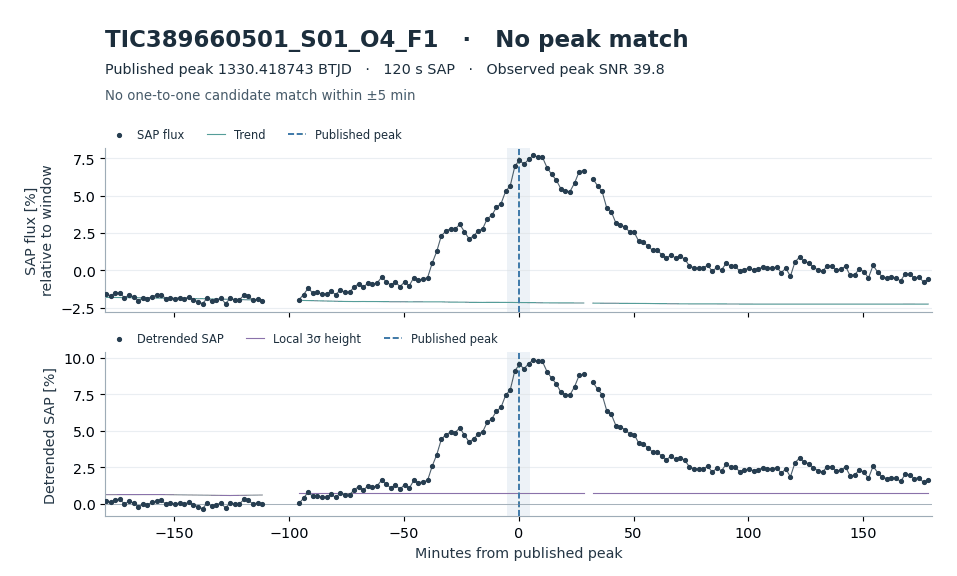 TIC389660501_S01_O4_F1 · No peak match
Published peak 1330.418743 BTJD · 120 s SAP · Observed peak SNR 39.8
No one-to-one candidate match within ±5 min
SAP flux Trend Published peak
SAP flux [%]
relative to window
7.5
5.0
2.5
0.0
−2.5
Detrended SAP Local 3σ height Published peak
Detrended SAP [%]
10.0
7.5
5.0
2.5
0.0
−150 −100 −50 0 50 100 150
Minutes from published peak